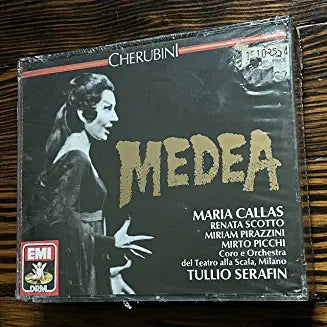 CHERUBINI
MEDEA
MARIA CALLAS
RENATA SCOTTO
MIRIAM PIRAZZINI
MIRTO PICCHI
Coro e Orchestra
del Teatro alla Scala, Milano
TULLIO SERAFIN
EMI
DRM